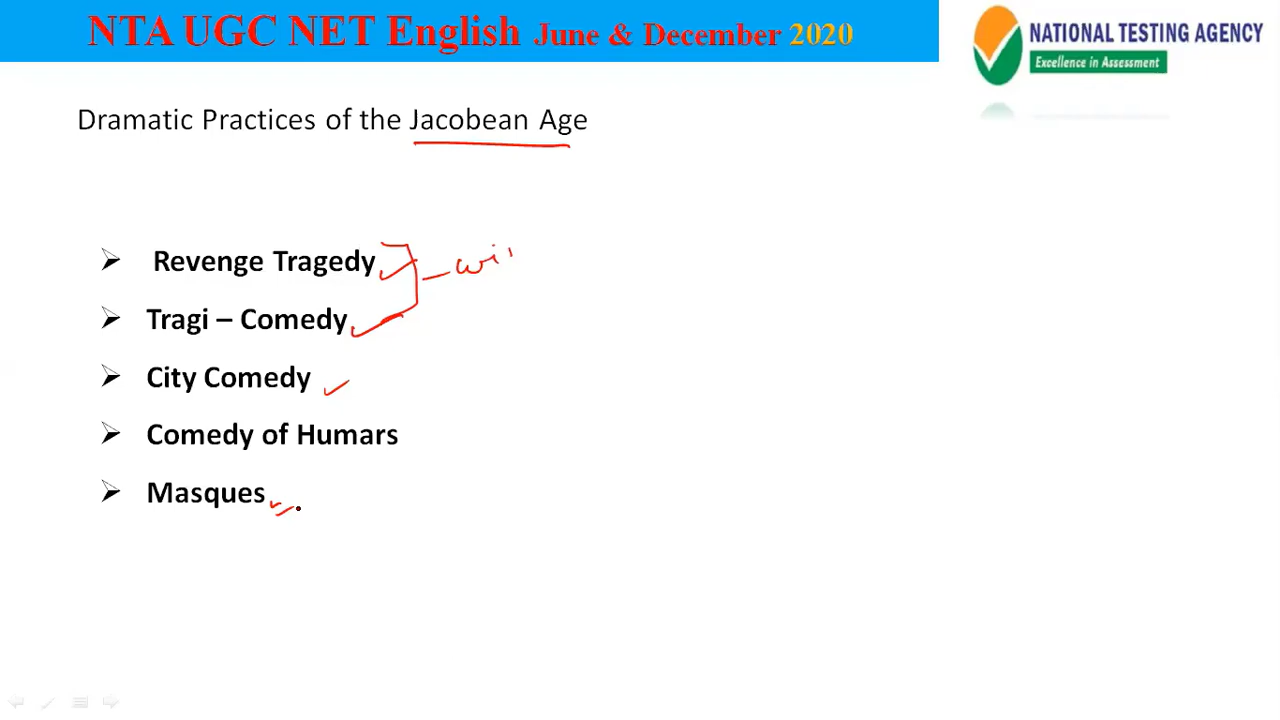 NTA UGC NET English June & December 2020
NATIONAL TESTING AGENCY
Excellence in Assessment
Dramatic Practices of the Jacobean Age
Revenge Tragedy
Tragi – Comedy
City Comedy
Comedy of Humars
Masques